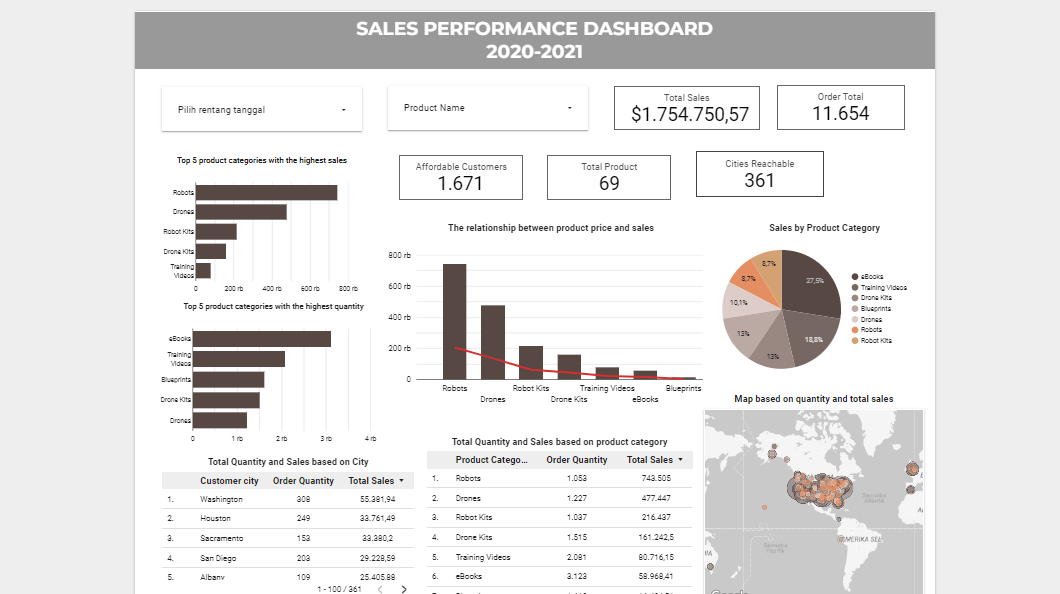 SALES PERFORMANCE DASHBOARD
2020-2021
Pilih rentang tanggal
Product Name
Total Sales
$1.754.750,57
Order Total
11.654
Affordable Customers
1.671
Total Product
69
Cities Reachable
361
Top 5 product categories with the highest sales
Robots
Drones
Robot Kits
Drone Kits
Training
Videos
0 200 rb 400 rb 600 rb 800 rb
Top 5 product categories with the highest quantity
eBooks
Training
Videos
Blueprints
Drone Kits
Drones
0 1 rb 2 rb 3 rb 4 rb
The relationship between product price and sales
800 rb
600 rb
400 rb
200 rb
0
Robots Robot Kits Training Videos Blueprints
Drones Drone Kits eBooks
Sales by Product Category
27,5%
18,8%
13%
13%
10,1%
8,7%
8,7%
eBooks
Training Videos
Drone Kits
Blueprints
Drones
Robots
Robot Kits
Total Quantity and Sales based on City
Customer city Order Quantity Total Sales
1. Washington 308 55.381,94
2. Houston 249 33.761,49
3. Sacramento 153 33.380,2
4. San Diego 203 29.228,59
5. Albany 109 25.405,88
1 - 100 / 361
Total Quantity and Sales based on product category
Product Catego... Order Quantity Total Sales
1. Robots 1.053 743.505
2. Drones 1.227 477.447
3. Robot Kits 1.037 216.437
4. Drone Kits 1.515 161.242,5
5. Training Videos 2.081 80.716,15
6. eBooks 3.123 58.968,41
Map based on quantity and total sales
Samudra
Pasifik
AMERIKA SEL.